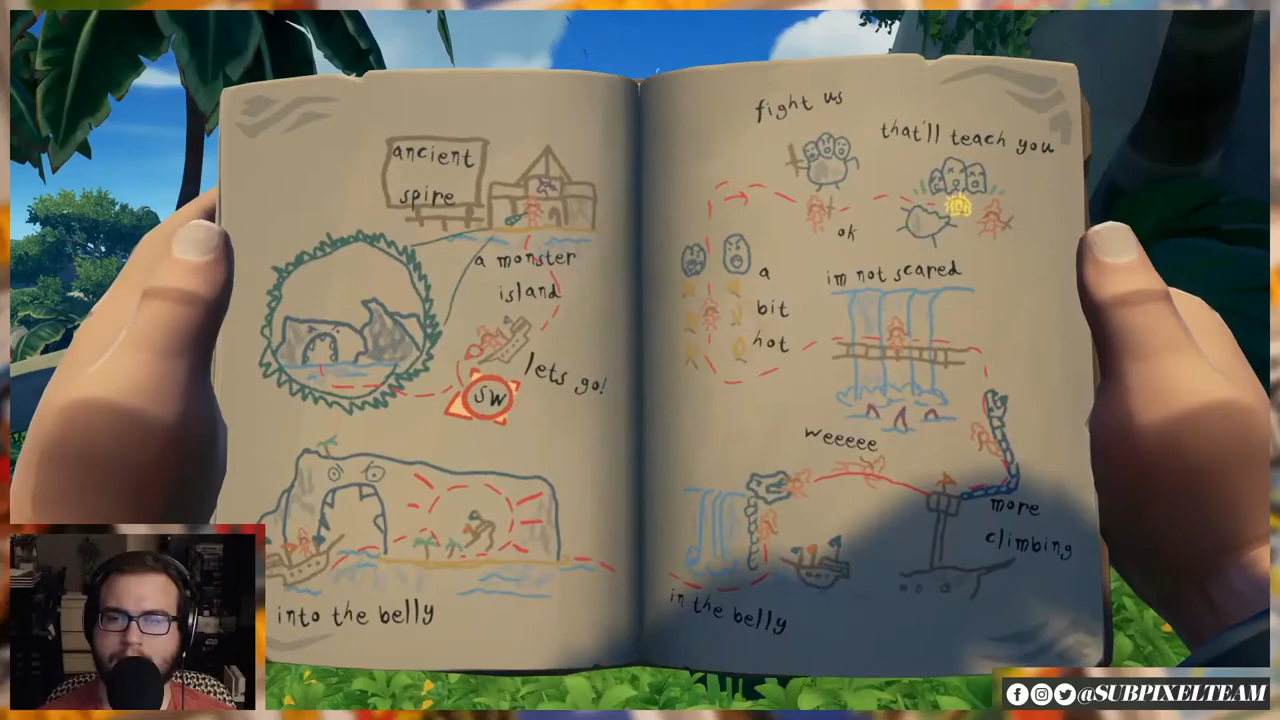 ancient
spire
a monster
island
lets go!
SW
into the belly
fight us
that'll teach you
ok
a
bit
hot
im not scared
weeeee
more
climbing
in the belly
@SUBPIXELTEAM